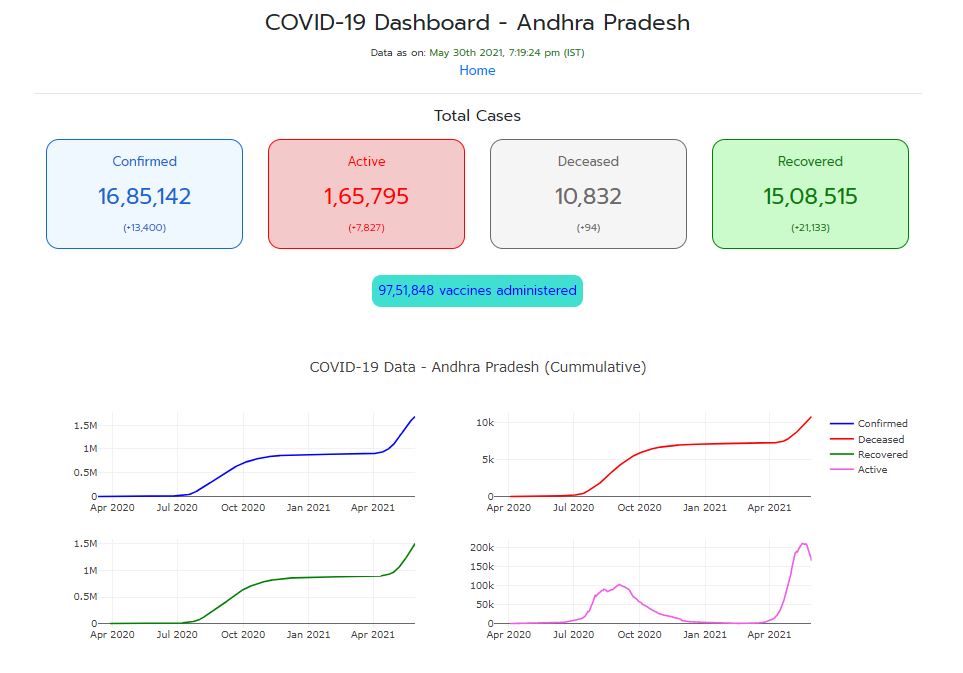 COVID-19 Dashboard - Andhra Pradesh
Data as on: May 30th 2021, 7:19:24 pm (IST)
Home
Total Cases
Confirmed
16,85,142
(+13,400)
Active
1,65,795
(+7,827)
Deceased
10,832
(+94)
Recovered
15,08,515
(+21,133)
97,51,848 vaccines administered
COVID-19 Data - Andhra Pradesh (Cummulative)
1.5M
1M
0.5M
0
Apr 2020 Jul 2020 Oct 2020 Jan 2021 Apr 2021
10k
5k
0
Apr 2020 Jul 2020 Oct 2020 Jan 2021 Apr 2021
Confirmed
Deceased
Recovered
Active
1.5M
1M
0.5M
0
Apr 2020 Jul 2020 Oct 2020 Jan 2021 Apr 2021
200k
150k
100k
50k
0
Apr 2020 Jul 2020 Oct 2020 Jan 2021 Apr 2021